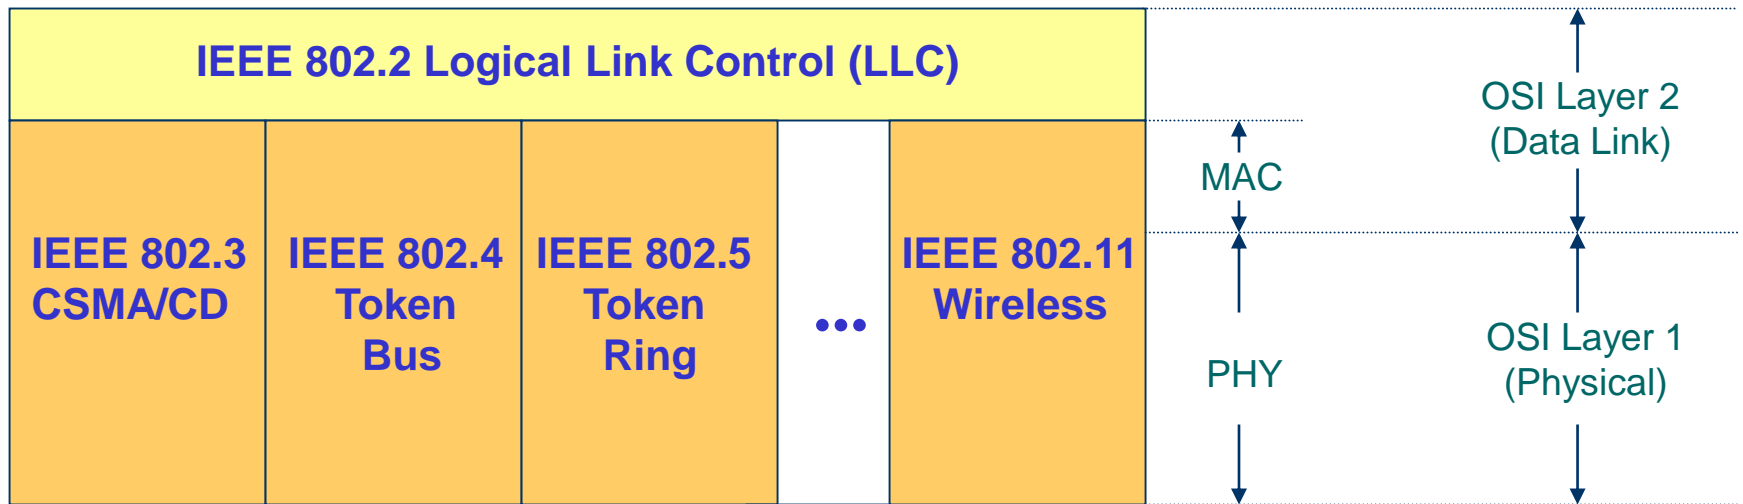 IEEE 802.2 Logical Link Control (LLC)
OSI Layer 2
(Data Link)
MAC
IEEE 802.3
CSMA/CD
IEEE 802.4
Token
Bus
IEEE 802.5
Token
Ring
...
IEEE 802.11
Wireless
PHY
OSI Layer 1
(Physical)